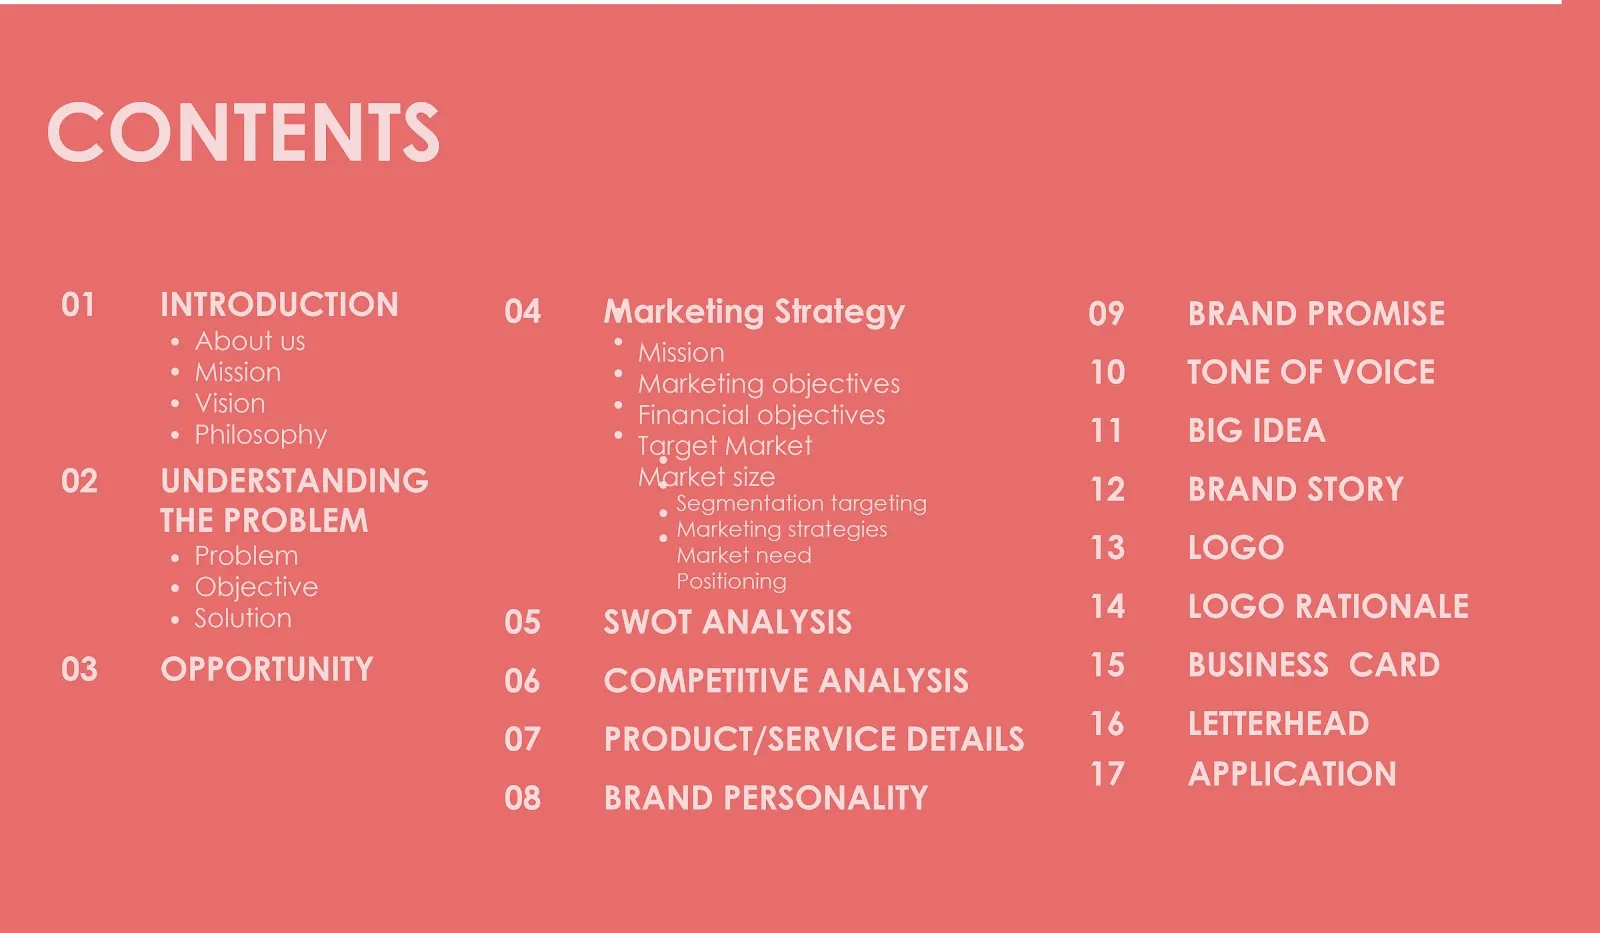 CONTENTS
01 INTRODUCTION
• About us
• Mission
• Vision
• Philosophy
02 UNDERSTANDING
THE PROBLEM
• Problem
• Objective
• Solution
03 OPPORTUNITY
04 Marketing Strategy
• Mission
• Marketing objectives
• Financial objectives
• Target Market
Market size
• Segmentation targeting
• Marketing strategies
• Market need
• Positioning
05 SWOT ANALYSIS
06 COMPETITIVE ANALYSIS
07 PRODUCT/SERVICE DETAILS
08 BRAND PERSONALITY
09 BRAND PROMISE
10 TONE OF VOICE
11 BIG IDEA
12 BRAND STORY
13 LOGO
14 LOGO RATIONALE
15 BUSINESS CARD
16 LETTERHEAD
17 APPLICATION